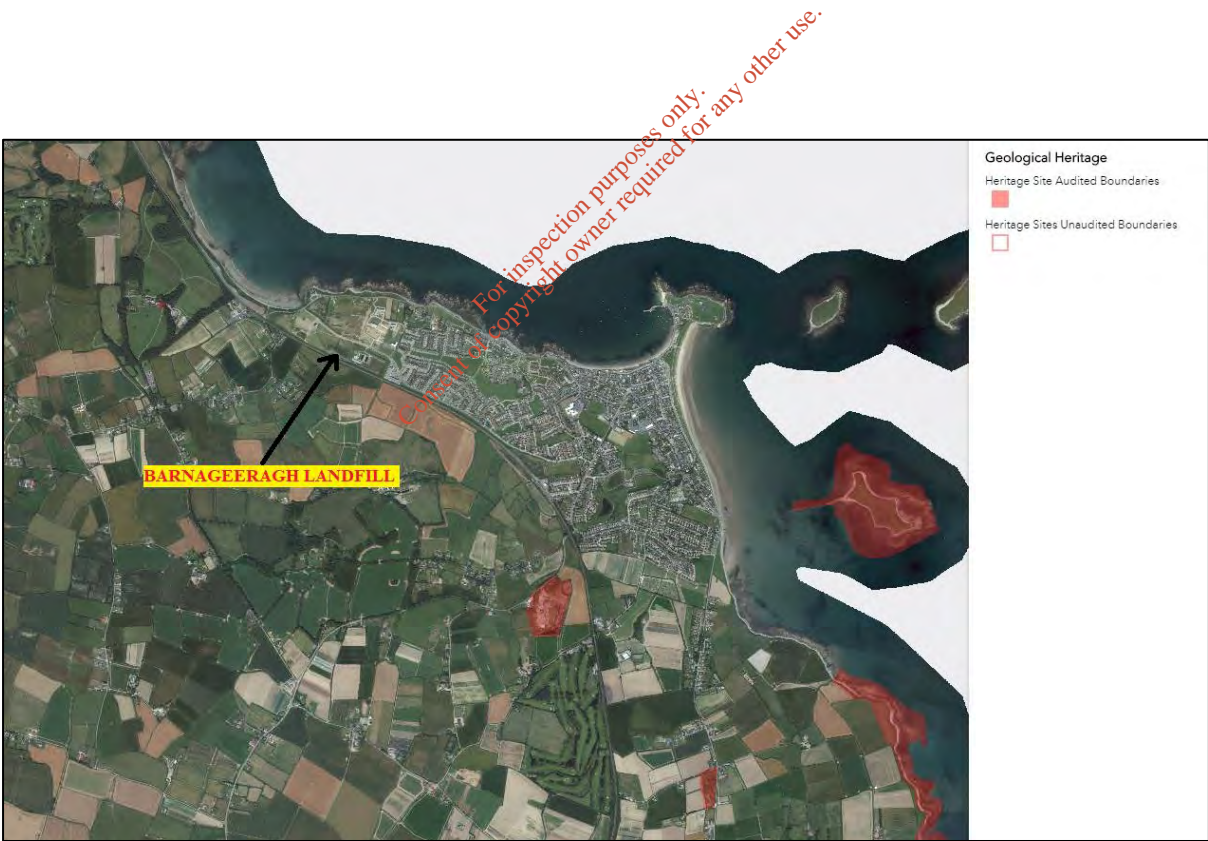 For inspection purposes only.
Consent of copyright owner required for any other use.
Geological Heritage
Heritage Site Audited Boundaries
Heritage Sites Unaudited Boundaries
BARNAGEERAGH LANDFILL